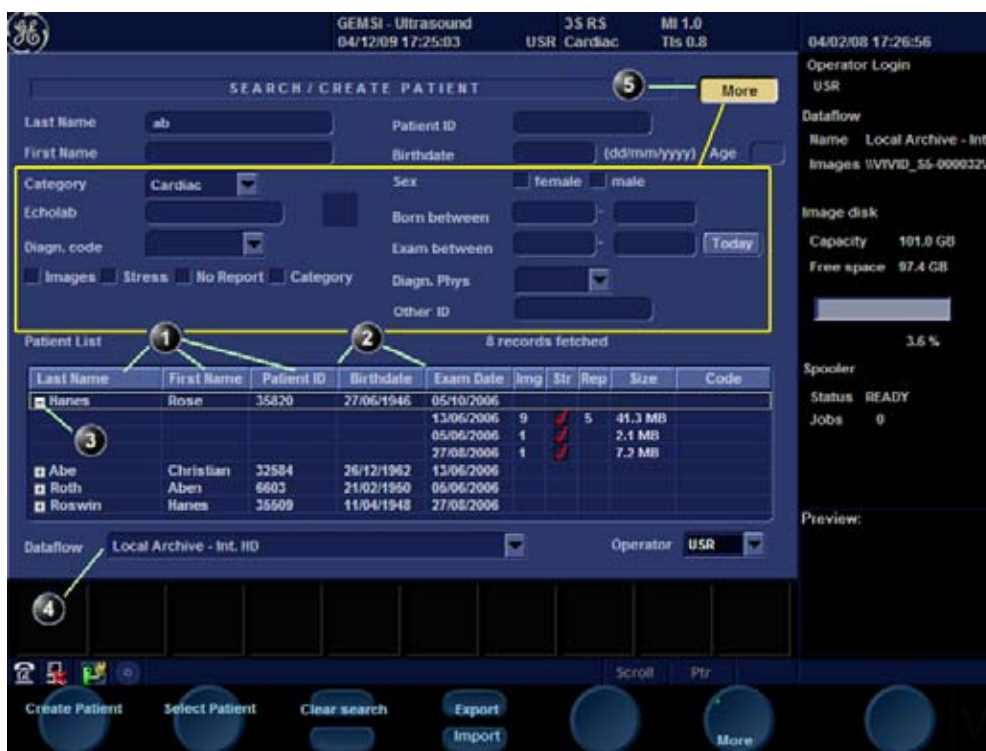 GE
GEMSI - Ultrasound 3S RS MI 1.0
04/12/09 17:25:03 USR Cardiac TIs 0.8
04/02/08 17:26:56
Operator Login
USR
Dataflow
Name Local Archive - Int
Images \\VIVID_S5-000032\
Image disk
Capacity 101.0 GB
Free space 97.4 GB
3.6 %
Spooler
Status READY
Jobs 0
Preview:
SEARCH / CREATE PATIENT
5
More
Last Name ab Patient ID
First Name Birthdate (dd/mm/yyyy) Age
Category Cardiac Sex female male
Echolab Born between -
Diagn. code Exam between - Today
Images Stress No Report Category Diagn. Phys
Other ID
1 2
Patient List 8 records fetched
Last Name First Name Patient ID Birthdate Exam Date Img Str Rep Size Code
Hanes Rose 35820 27/06/1946 05/10/2006
13/06/2006 9 5 41.3 MB
05/06/2006 1 2.1 MB
27/08/2006 1 7.2 MB
3
Abe Christian 32584 26/12/1962 13/06/2006
Roth Aben 6603 21/02/1950 05/06/2006
Roswin Hanes 35509 11/04/1948 27/08/2006
Dataflow Local Archive - Int. HD Operator USR
4
Scroll Ptr
Create Patient Select Patient Clear search Export
Import More